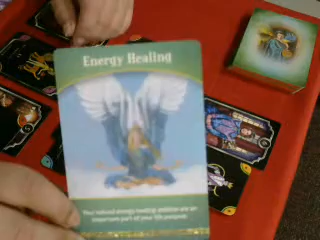 Energy Healing
Your natural energy-healing abilities are an
important part of your life purpose.